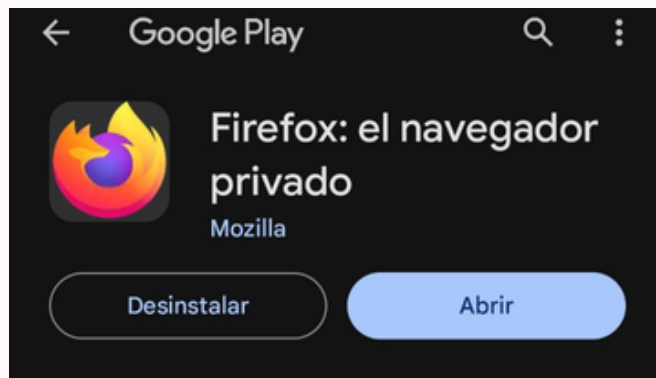 Google Play
Firefox: el navegador
privado
Mozilla
Desinstalar
Abrir